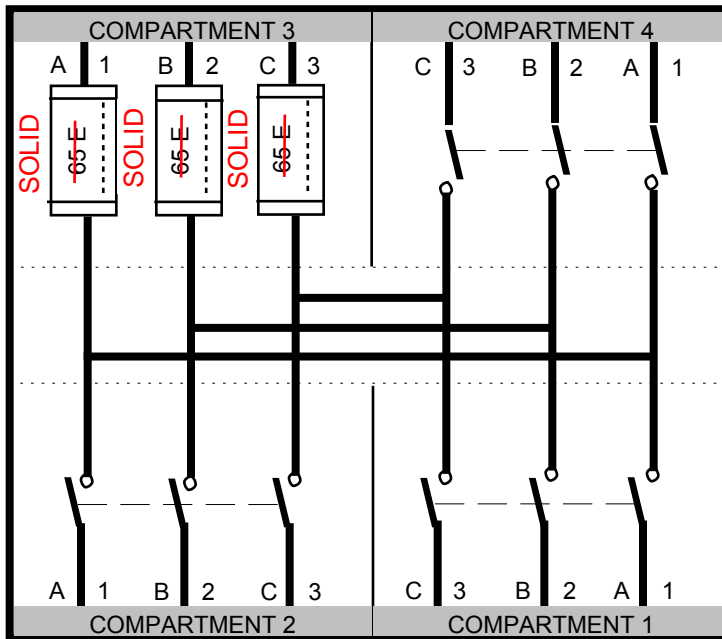 COMPARTMENT 3
COMPARTMENT 4
A 1 B 2 C 3
C 3 B 2 A 1
SOLID 65 E SOLID 65 E SOLID 65 E
A 1 B 2 C 3
C 3 B 2 A 1
COMPARTMENT 2
COMPARTMENT 1